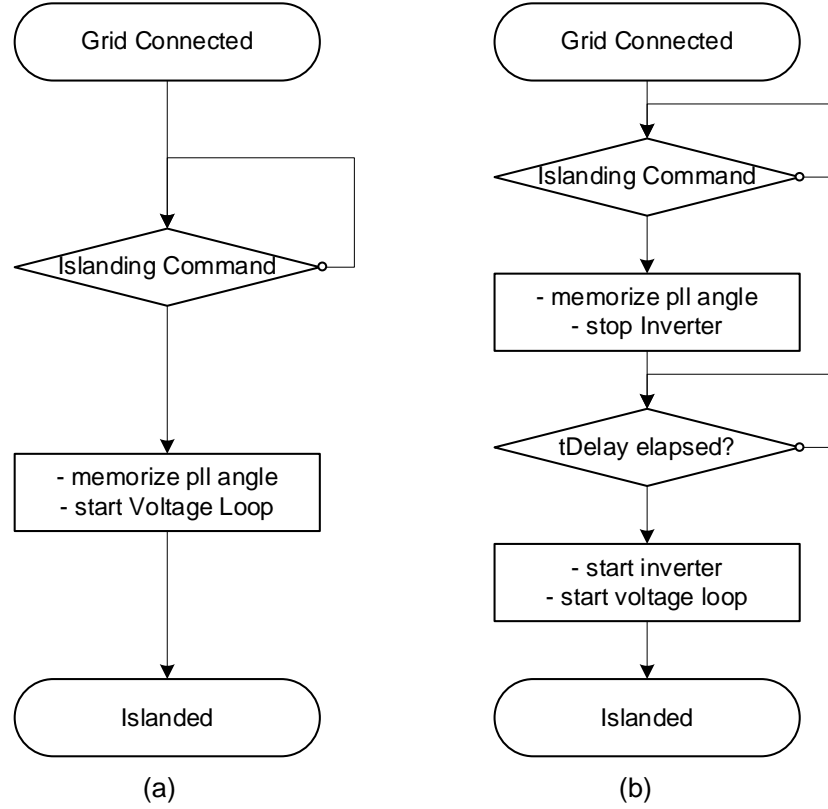 Grid Connected
Islanding Command
- memorize pll angle
- start Voltage Loop
Islanded
(a)
Grid Connected
Islanding Command
- memorize pll angle
- stop Inverter
tDelay elapsed?
- start inverter
- start voltage loop
Islanded
(b)